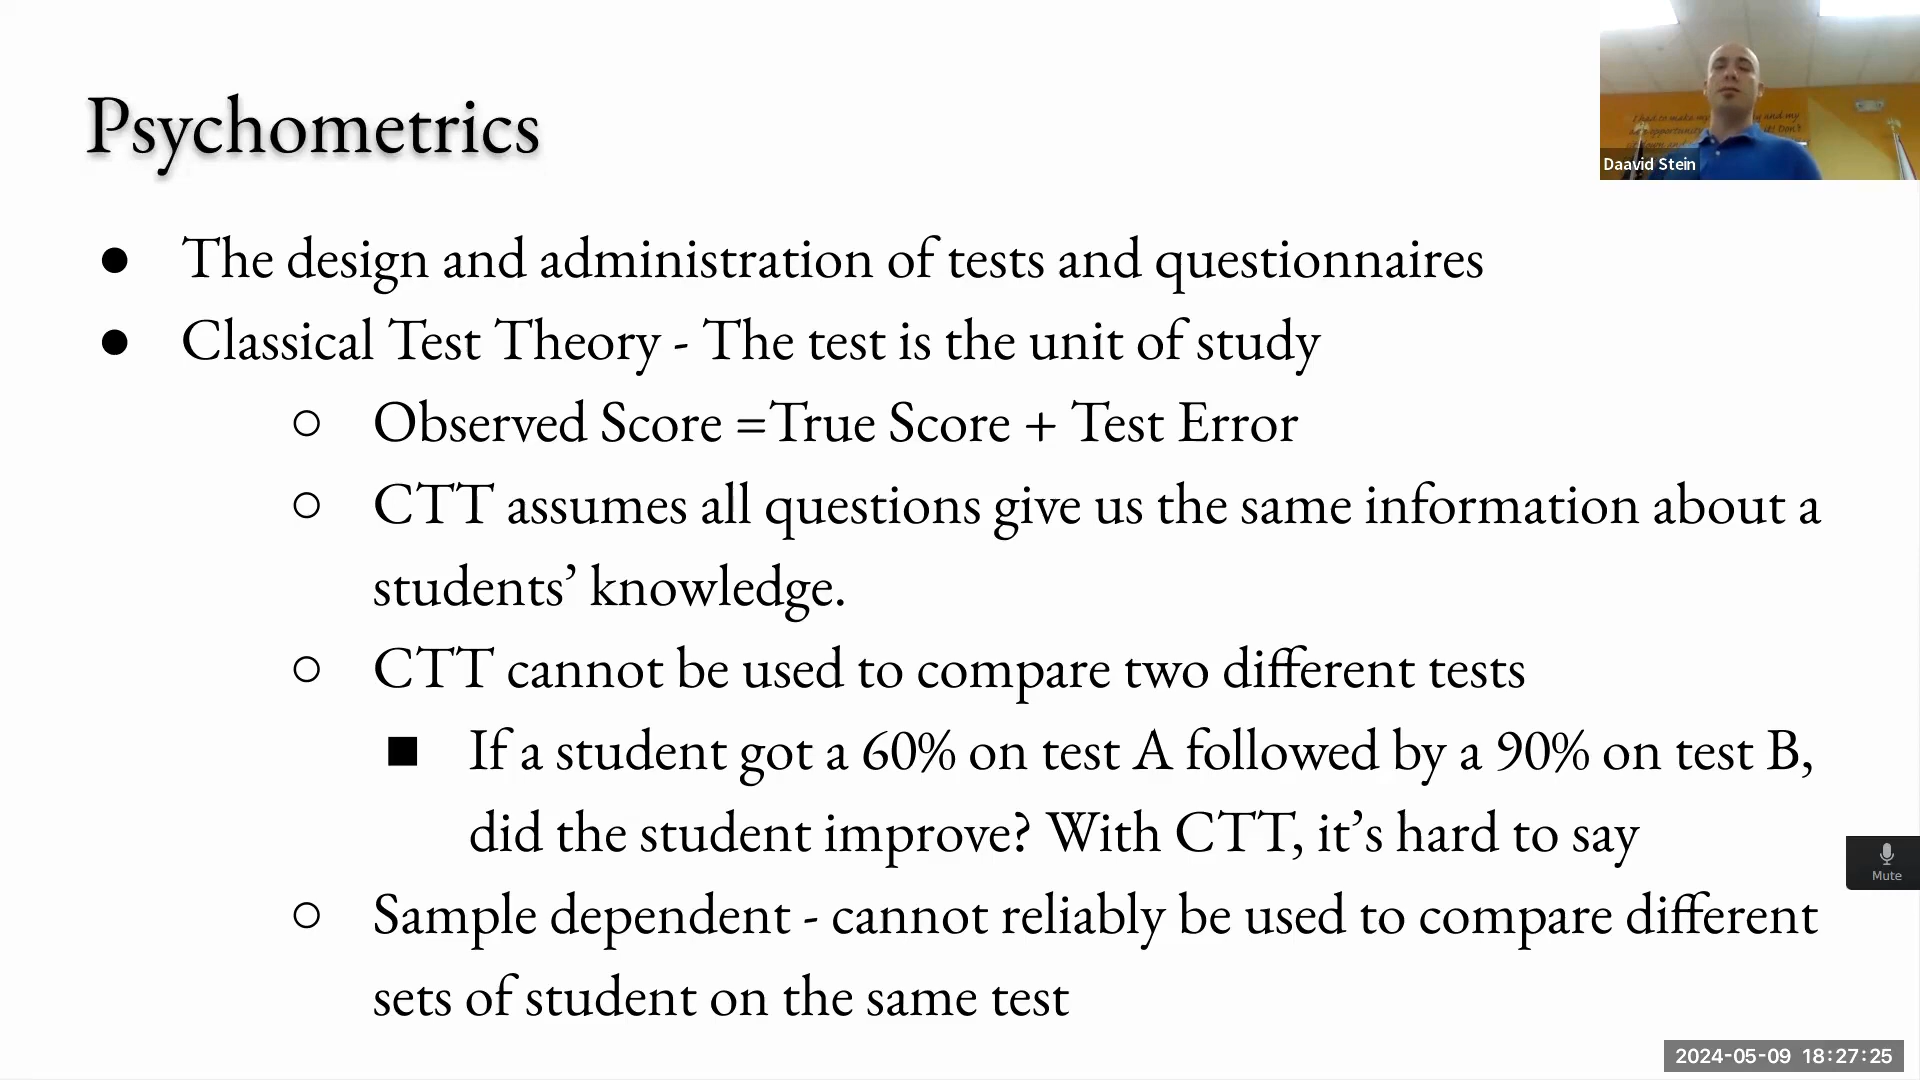 Psychometrics
● The design and administration of tests and questionnaires
● Classical Test Theory - The test is the unit of study
○ Observed Score =True Score + Test Error
○ CTT assumes all questions give us the same information about a
students’ knowledge.
○ CTT cannot be used to compare two different tests
■ If a student got a 60% on test A followed by a 90% on test B,
did the student improve? With CTT, it’s hard to say
○ Sample dependent - cannot reliably be used to compare different
sets of student on the same test
Daavid Stein
Mute
2024-05-09 18:27:25